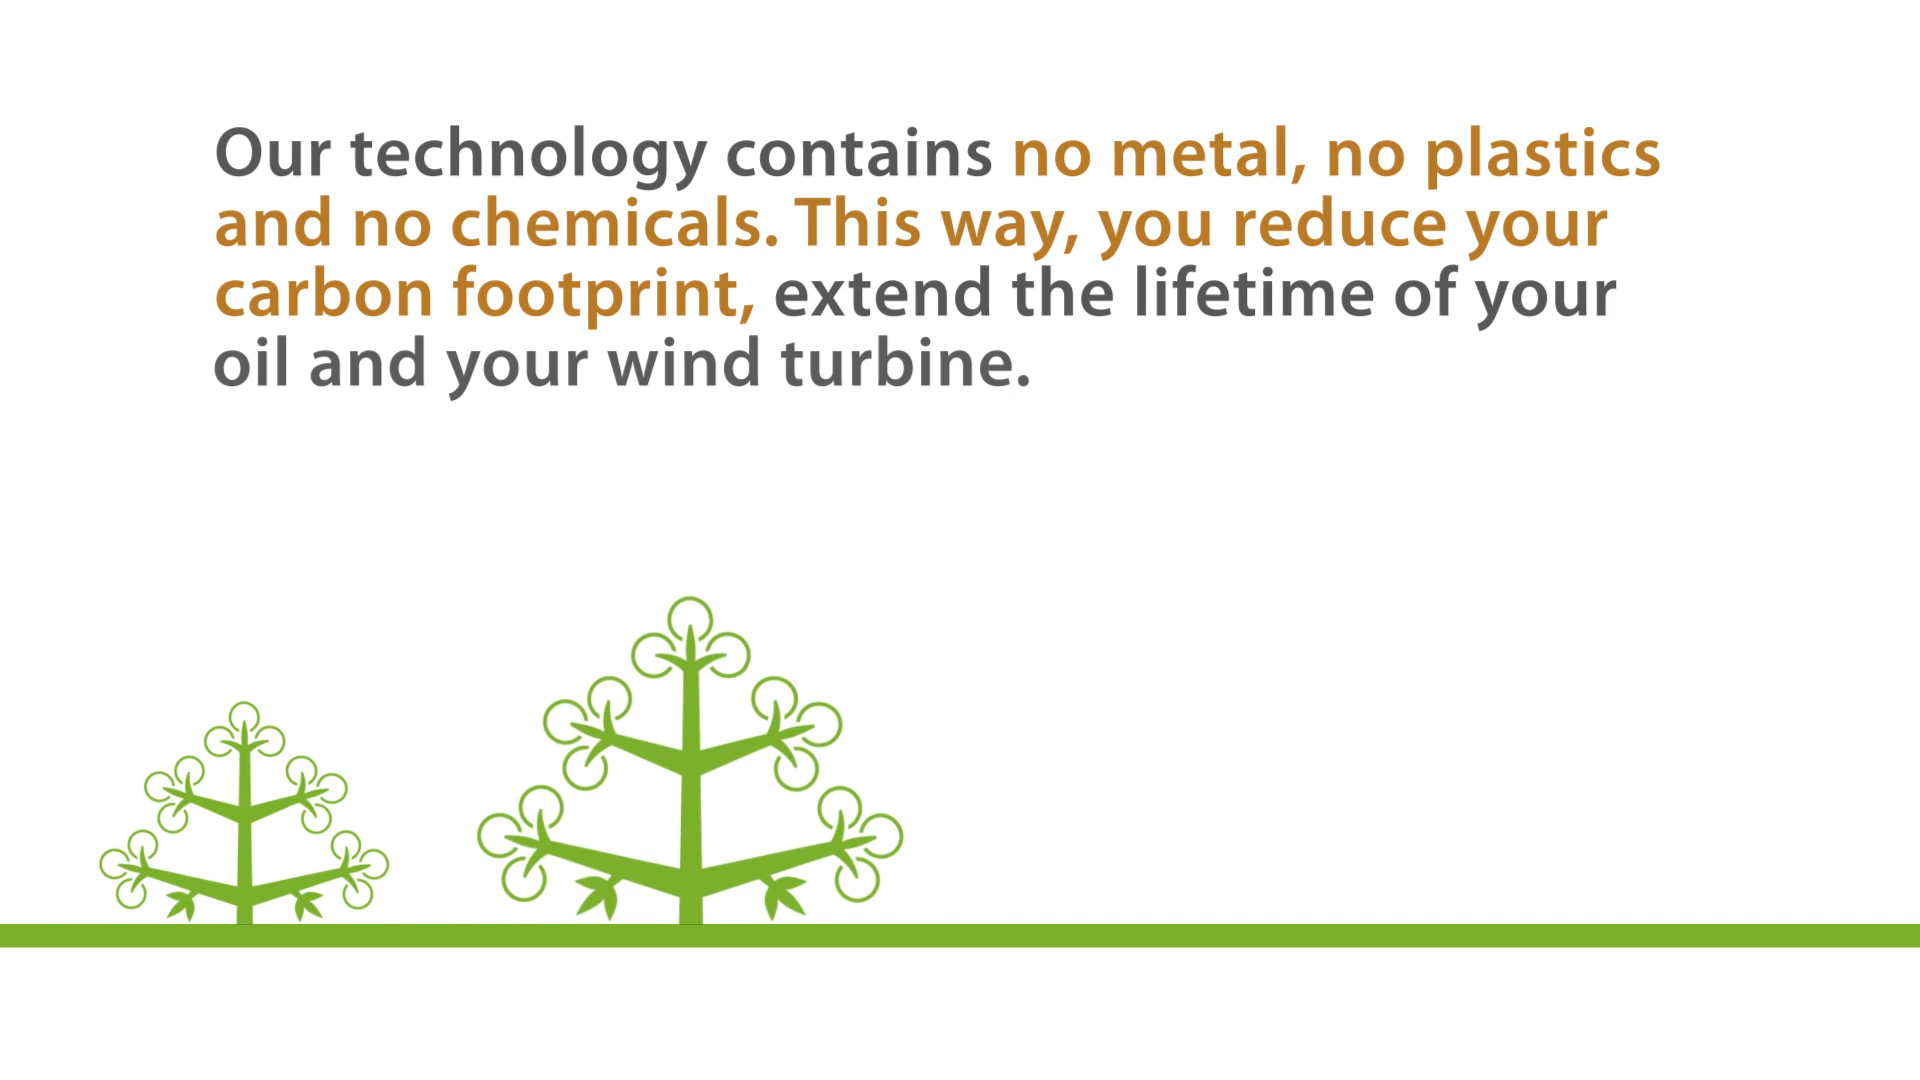 Our technology contains no metal, no plastics
and no chemicals. This way, you reduce your
carbon footprint, extend the lifetime of your
oil and your wind turbine.